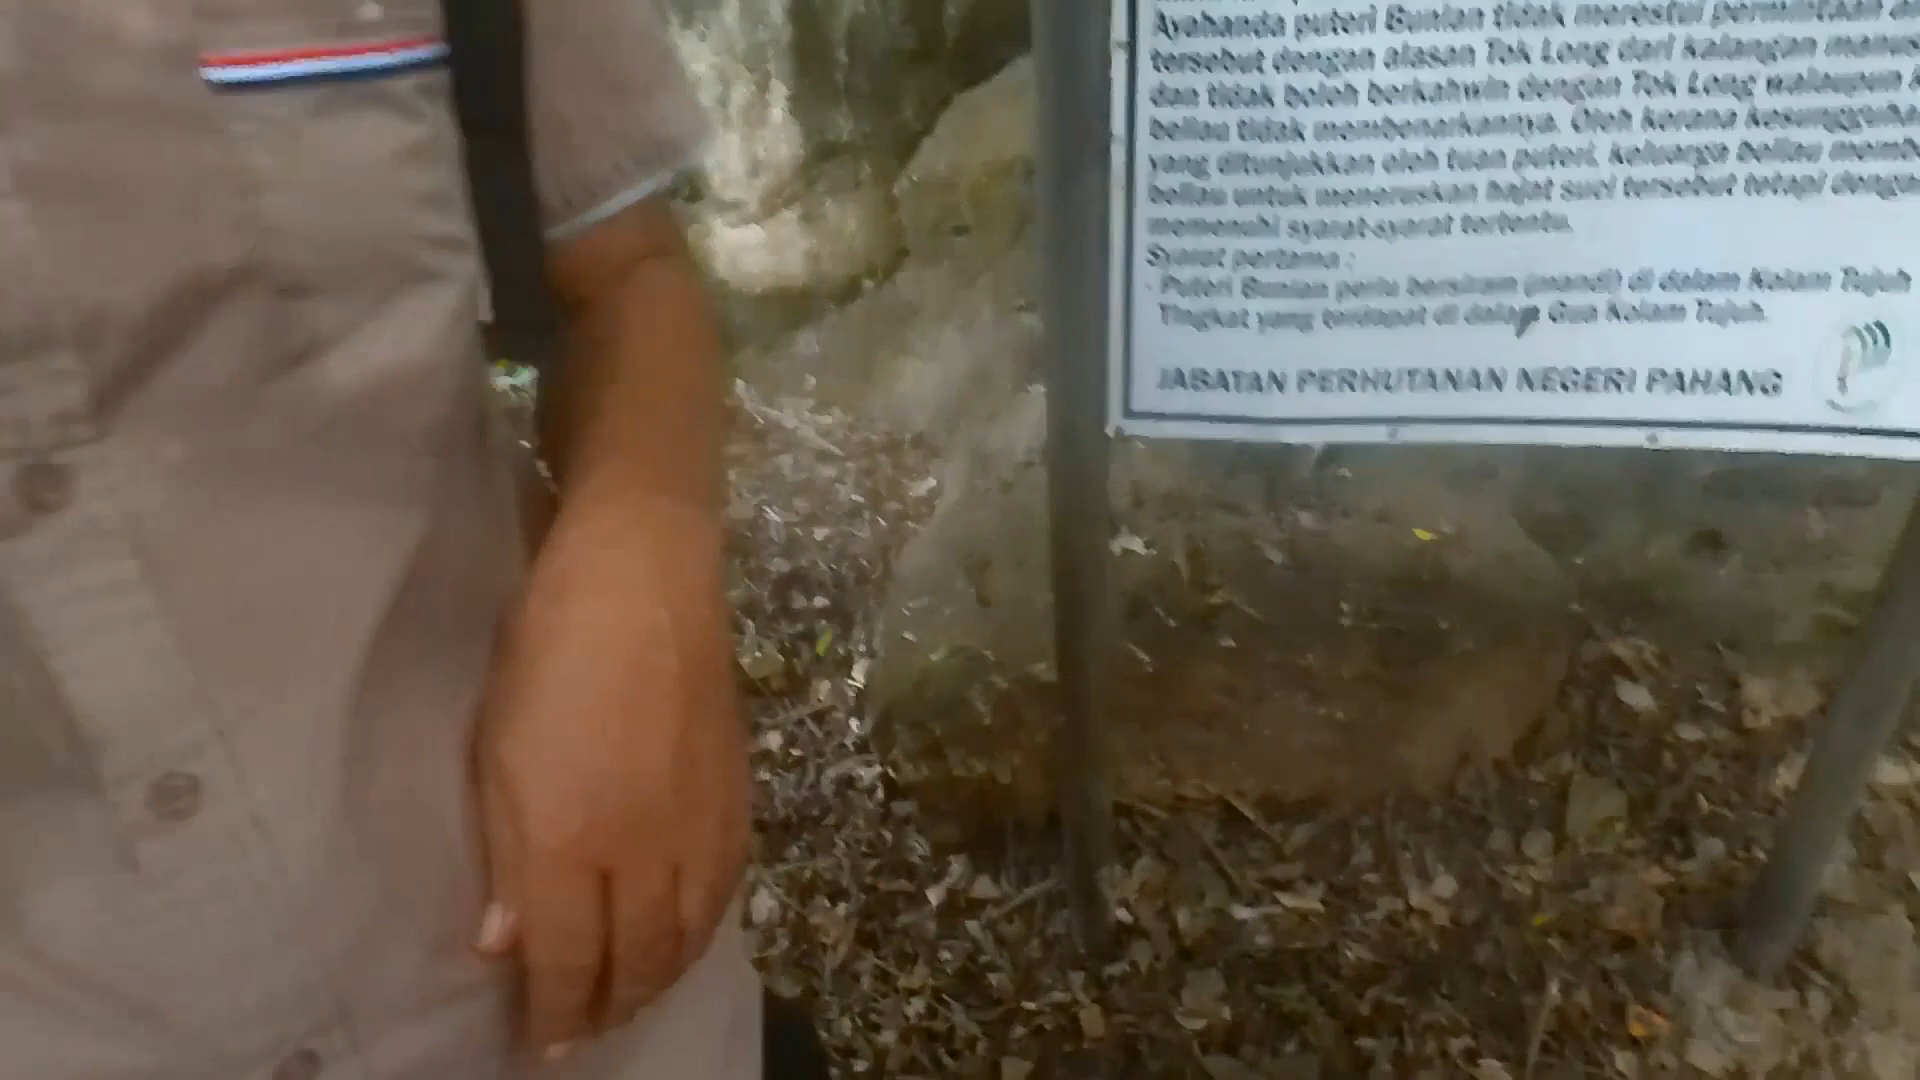 Ayahanda puteri Bunian tidak merestui permintaan
tersebut dengan alasan Tok Long dari kalangan
dan tidak boleh berkahwin dengan Tok Long walaupun
beliau tidak membenarkannya. Oleh kerana
yang ditunjukkan oleh tuan puteri, keluarga beliau
beliau untuk meneruskan hajat suci tersebut tetapi
memenuhi syarat-syarat tertentu.
Syarat pertama :
- Puteri Bunian perlu bersiram (mandi) di dalam Kolam Tujuh
Tingkat yang terdapat di dalam Gua Kolam Tujuh.
JABATAN PERHUTANAN NEGERI PAHANG